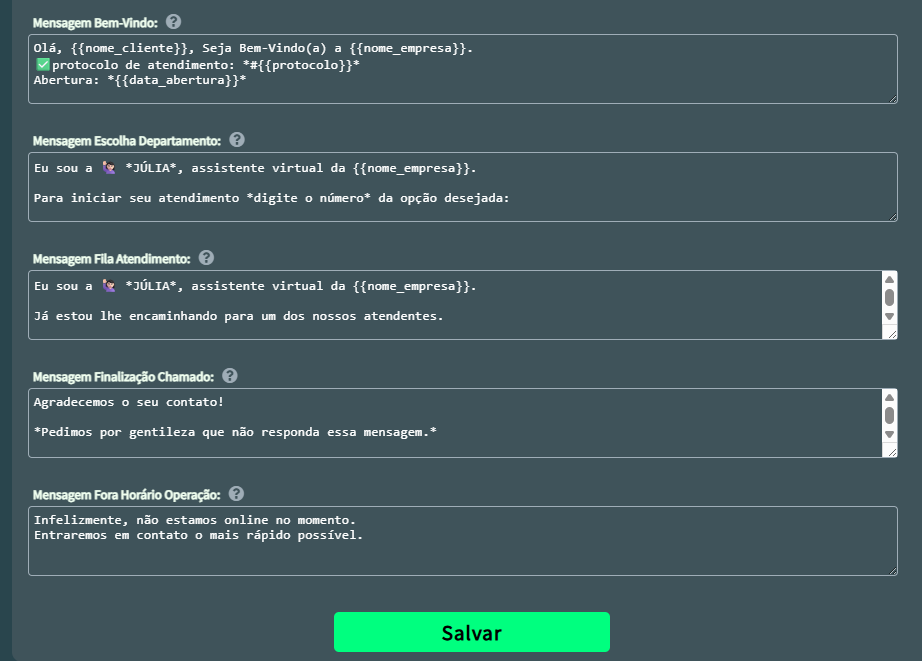 Mensagem Bem-Vindo: ?
Olá, {{nome_cliente}}, Seja Bem-Vindo(a) a {{nome_empresa}}.
✅protocolo de atendimento: *#{{protocolo}}*
Abertura: *{{data_abertura}}*
Mensagem Escolha Departamento: ?
Eu sou a 🙋🏻‍♀️ *JÚLIA*, assistente virtual da {{nome_empresa}}.
Para iniciar seu atendimento *digite o número* da opção desejada:
Mensagem Fila Atendimento: ?
Eu sou a 🙋🏻‍♀️ *JÚLIA*, assistente virtual da {{nome_empresa}}.
Já estou lhe encaminhando para um dos nossos atendentes.
Mensagem Finalização Chamado: ?
Agradecemos o seu contato!
*Pedimos por gentileza que não responda essa mensagem.*
Mensagem Fora Horário Operação: ?
Infelizmente, não estamos online no momento.
Entraremos em contato o mais rápido possível.
Salvar